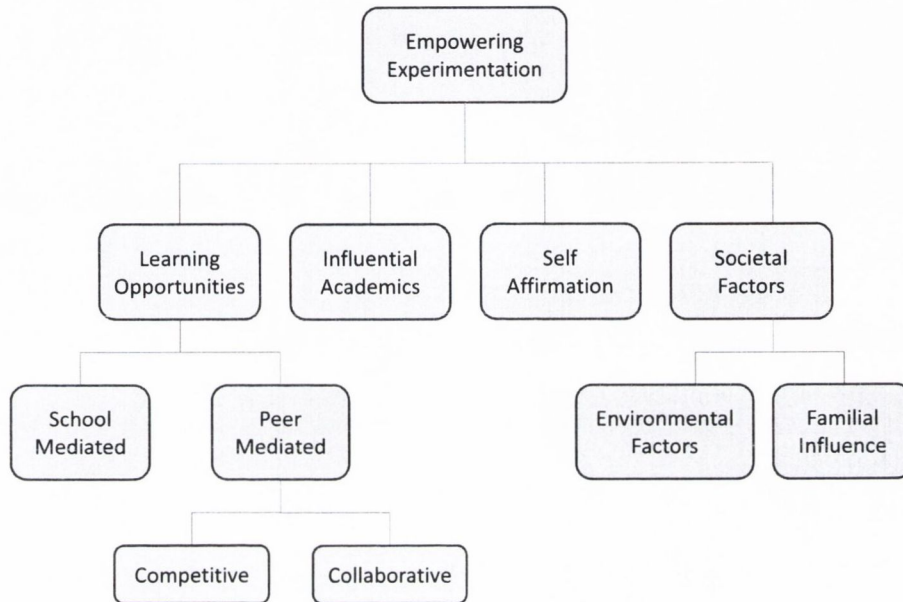 Empowering
Experimentation
Learning
Opportunities
Influential
Academics
Self
Affirmation
Societal
Factors
School
Mediated
Peer
Mediated
Environmental
Factors
Familial
Influence
Competitive
Collaborative